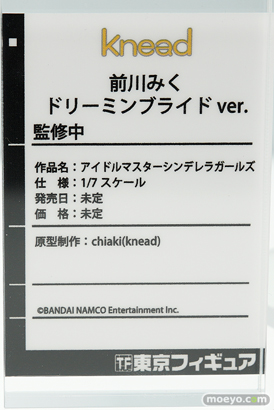 knead
前川みく
ドリーミンブライド ver.
監修中
作品名：アイドルマスターシンデレラガールズ
仕　様：1/7 スケール
発売日：未定
価　格：未定
原型制作：chiaki(knead)
©BANDAI NAMCO Entertainment Inc.
TF 東京フィギュア
moeyo.com